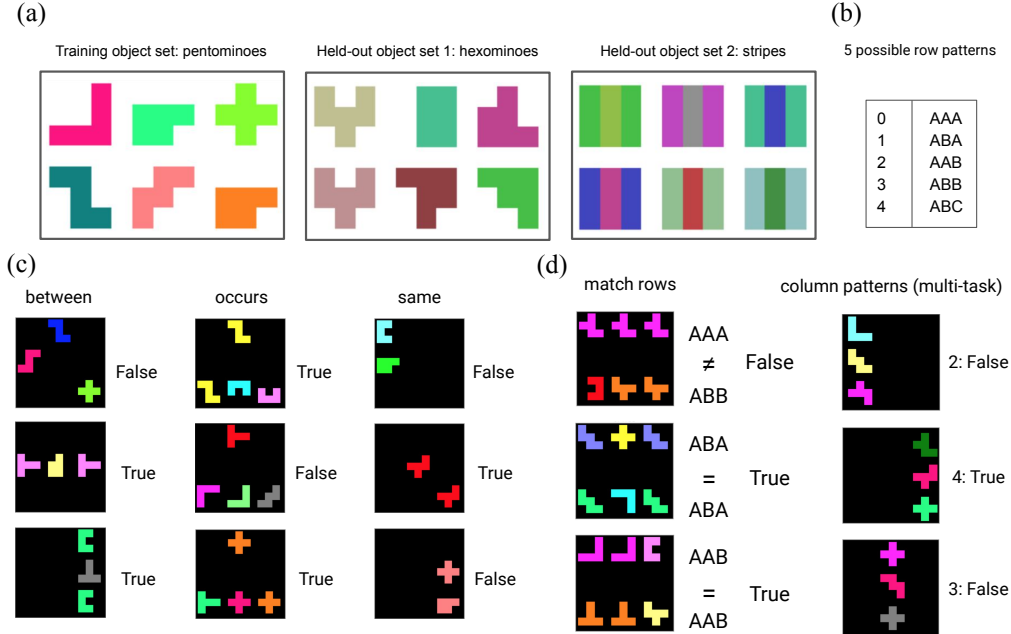 (a)
Training object set: pentominoes
Held-out object set 1: hexominoes
Held-out object set 2: stripes
(b)
5 possible row patterns
0 AAA
1 ABA
2 AAB
3 ABB
4 ABC
(c)
between
occurs
same
False
True
False
True
False
True
True
True
False
(d)
match rows
column patterns (multi-task)
AAA
≠
ABB
False
2: False
ABA
=
ABA
True
4: True
AAB
=
AAB
True
3: False